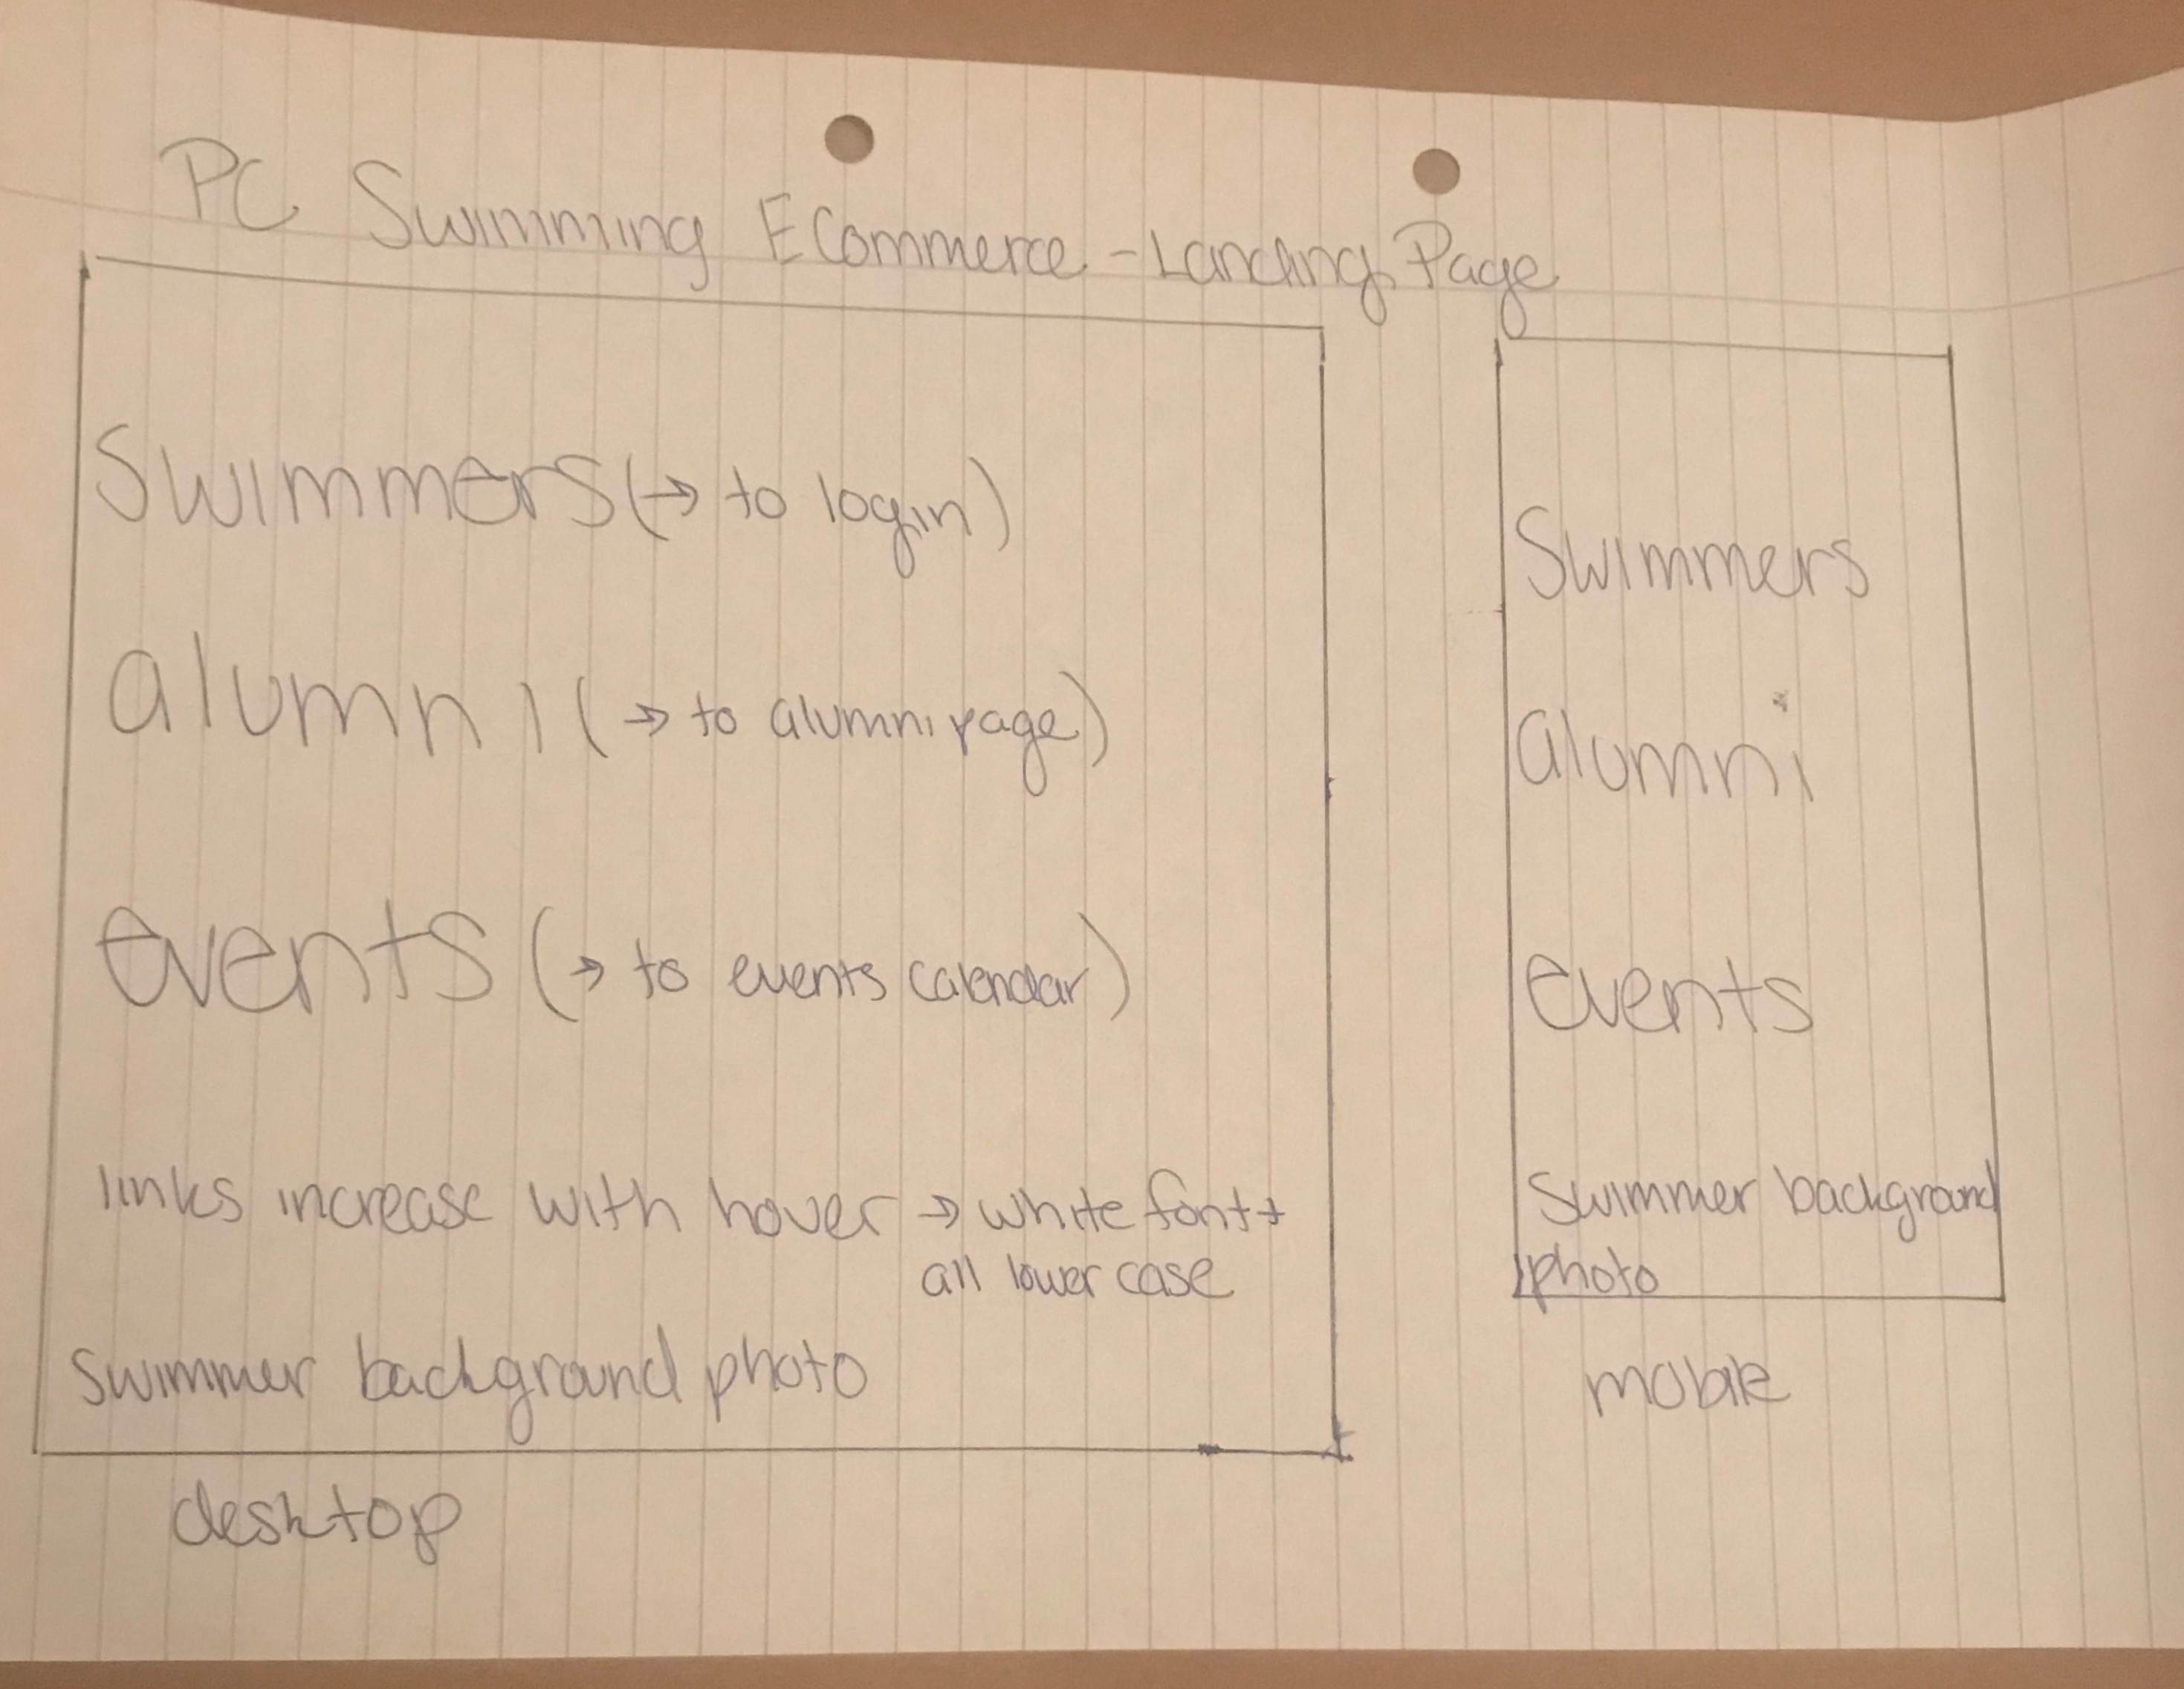 PC Swimming ECommerce - Landing Page
swimmers (→ to login)
alumni (→ to alumni page)
events (→ to events calendar)
links increase with hover → white font +
all lower case
swimmer background photo
desktop
swimmers
alumni
events
swimmer background
photo
mobile